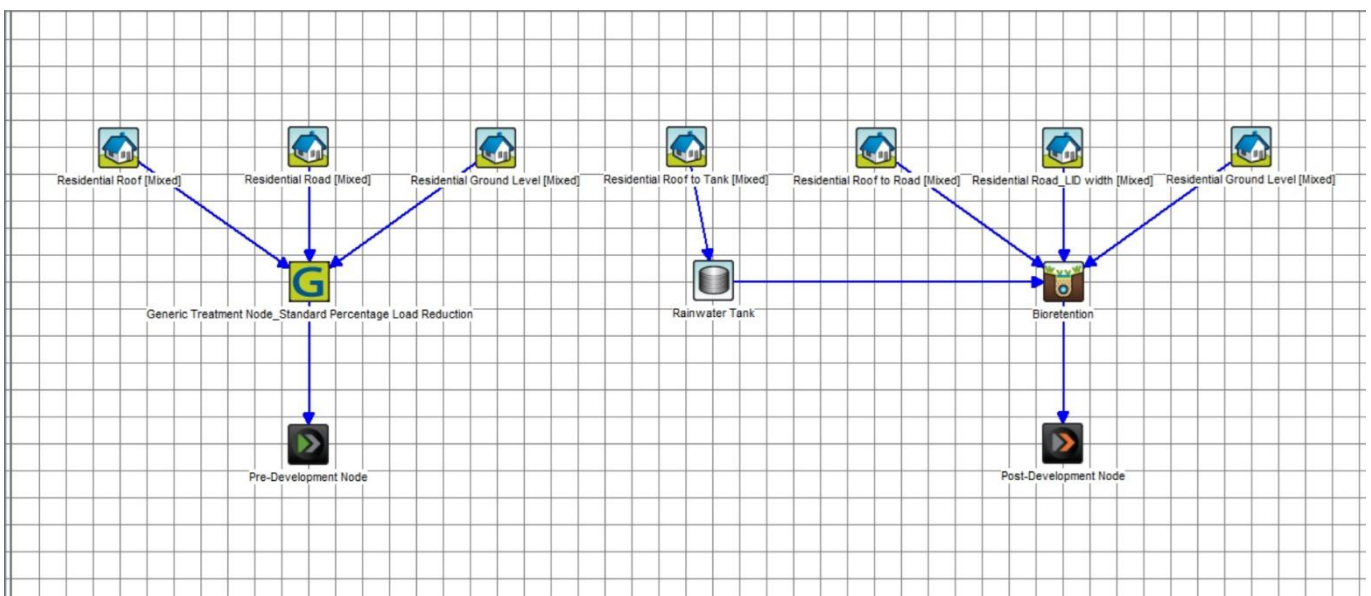 Residential Roof [Mixed]
Residential Road [Mixed]
Residential Ground Level [Mixed]
Residential Roof to Tank [Mixed]
Residential Roof to Road [Mixed]
Residential Road_LID width [Mixed]
Residential Ground Level [Mixed]
G
Generic Treatment Node_Standard Percentage Load Reduction
Rainwater Tank
Bioretention
Pre-Development Node
Post-Development Node